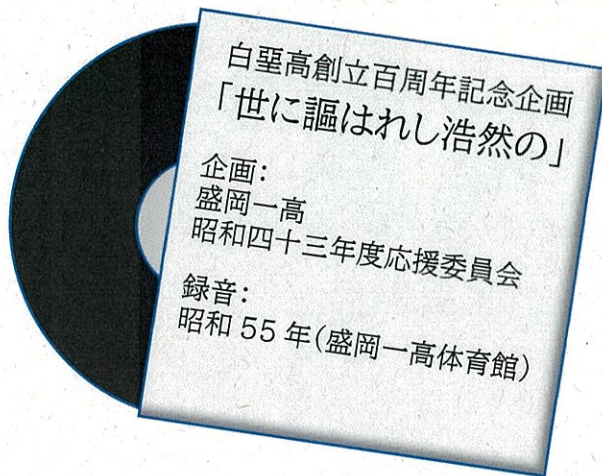 白堊高創立百周年記念企画
「世に謳はれし浩然の」
企画：
盛岡一高
昭和四十三年度応援委員会
録音：
昭和 55 年（盛岡一高体育館）